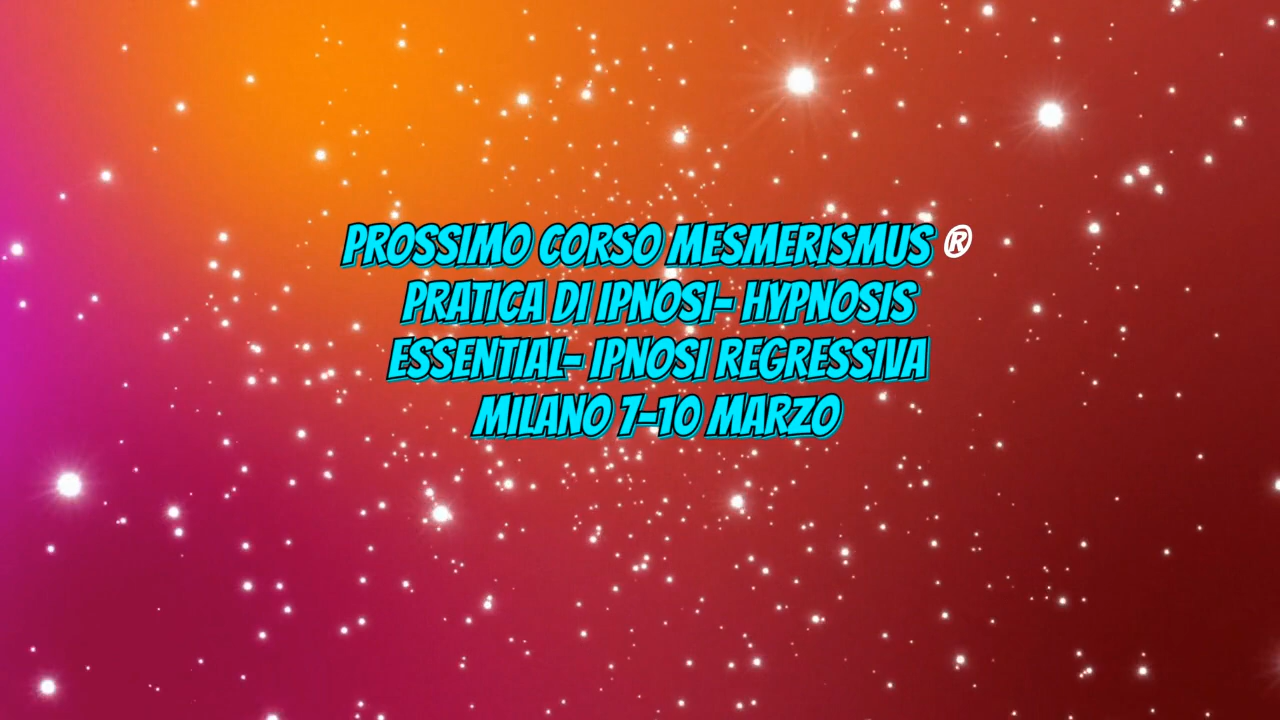 PROSSIMO CORSO MESMERISMUS ®
PRATICA DI IPNOSI- HYPNOSIS
ESSENTIAL- IPNOSI REGRESSIVA
MILANO 7-10 MARZO